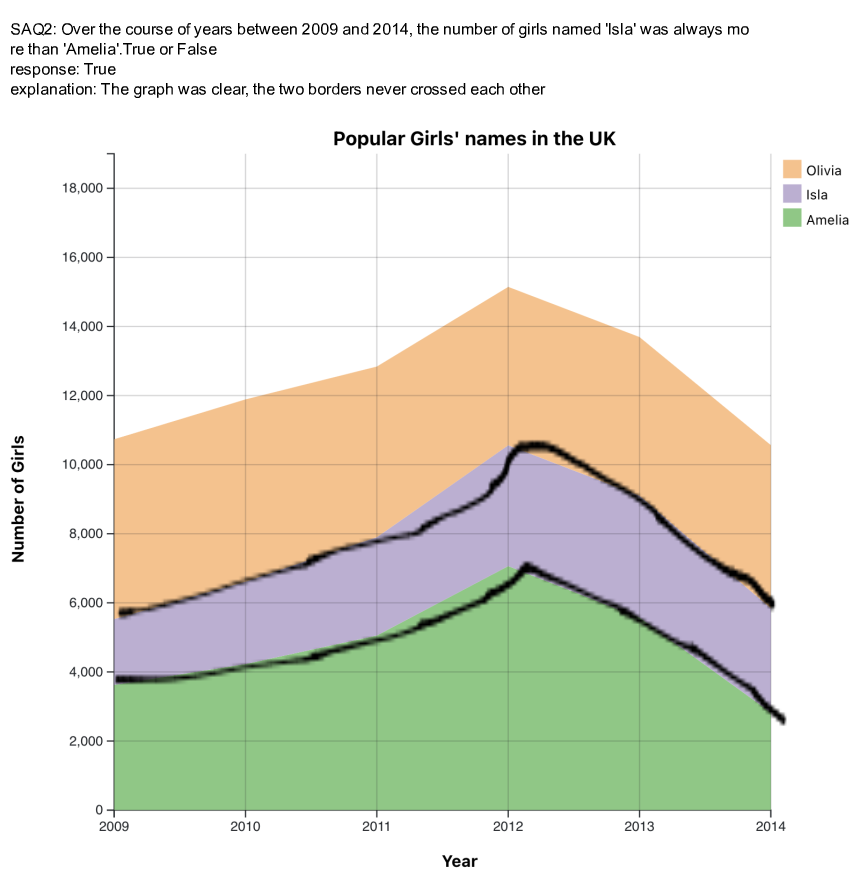 SAQ2: Over the course of years between 2009 and 2014, the number of girls named 'Isla' was always mo
re than 'Amelia'.True or False
response: True
explanation: The graph was clear, the two borders never crossed each other
Popular Girls' names in the UK
Olivia
Isla
Amelia
18,000
16,000
14,000
12,000
10,000
8,000
6,000
4,000
2,000
0
Number of Girls
2009 2010 2011 2012 2013 2014
Year